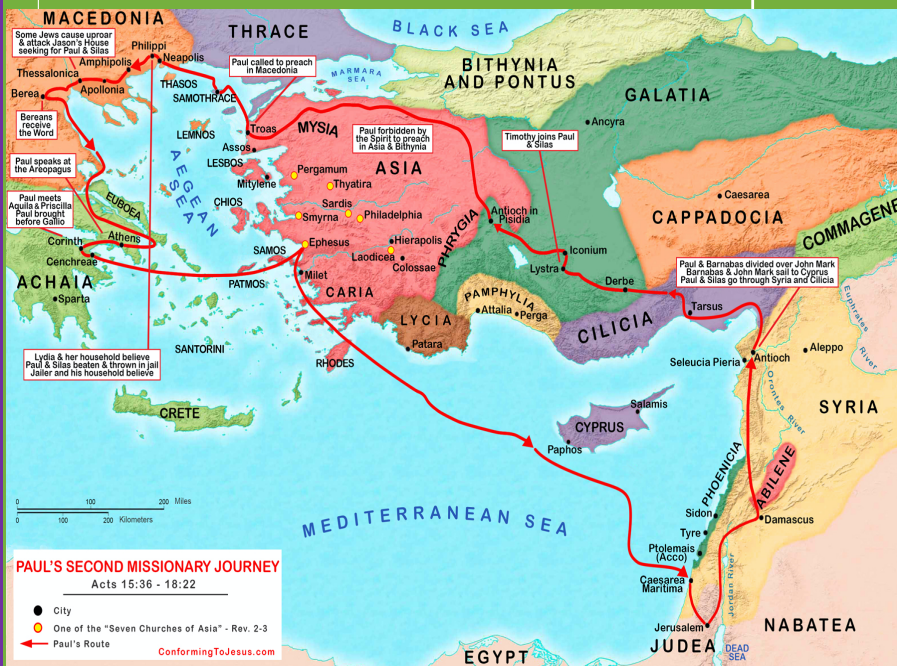 MACEDONIA
THRACE
BLACK SEA
Some Jews cause uproar
& attack Jason's House
seeking for Paul & Silas
Philippi
Neapolis
Amphipolis
Thessalonica
Apollonia
Berea
Paul called to preach
in Macedonia
MARMARA
SEA
BITHYNIA
AND PONTUS
GALATIA
THASOS
SAMOTHRACE
Bereans
receive
the Word
LEMNOS
Troas
MYSIA
Assos
LESBOS
Paul forbidden by
the Spirit to preach
in Asia & Bithynia
Timothy joins Paul
& Silas
Ancyra
Paul speaks at
the Areopagus
AEGEAN
SEA
Mitylene
Pergamum
ASIA
Thyatira
Paul meets
Aquila & Priscilla
Paul brought
before Gallio
EUBOEA
CHIOS
Sardis
Smyrna
Philadelphia
PHRYGIA
Antioch in
Pisidia
Caesarea
CAPPADOCIA
COMMAGENE
Corinth
Athens
Cenchreae
SAMOS
Ephesus
Hierapolis
Laodicea
Colossae
Iconium
Lystra
Derbe
Paul & Barnabas divided over John Mark
Barnabas & John Mark sail to Cyprus
Paul & Silas go through Syria and Cilicia
ACHAIA
Sparta
PATMOS
Milet
CARIA
PAMPHYLIA
Attalia
Perga
LYCIA
Patara
CILICIA
Tarsus
Euphrates
River
Lydia & her household believe
Paul & Silas beaten & thrown in jail
Jailer and his household believe
SANTORINI
RHODES
Seleucia Pieria
Antioch
Aleppo
Orontes River
SYRIA
CRETE
Salamis
CYPRUS
Paphos
PHOENICIA
ABILENE
0 100 200 Miles
0 100 200 Kilometers
MEDITERRANEAN SEA
Sidon
Tyre
Damascus
Ptolemais
(Acco)
Caesarea
Maritima
Jordan River
Jerusalem
JUDEA
DEAD
SEA
NABATEA
EGYPT
PAUL'S SECOND MISSIONARY JOURNEY
Acts 15:36 - 18:22
City
One of the "Seven Churches of Asia" - Rev. 2-3
Paul's Route
ConformingToJesus.com